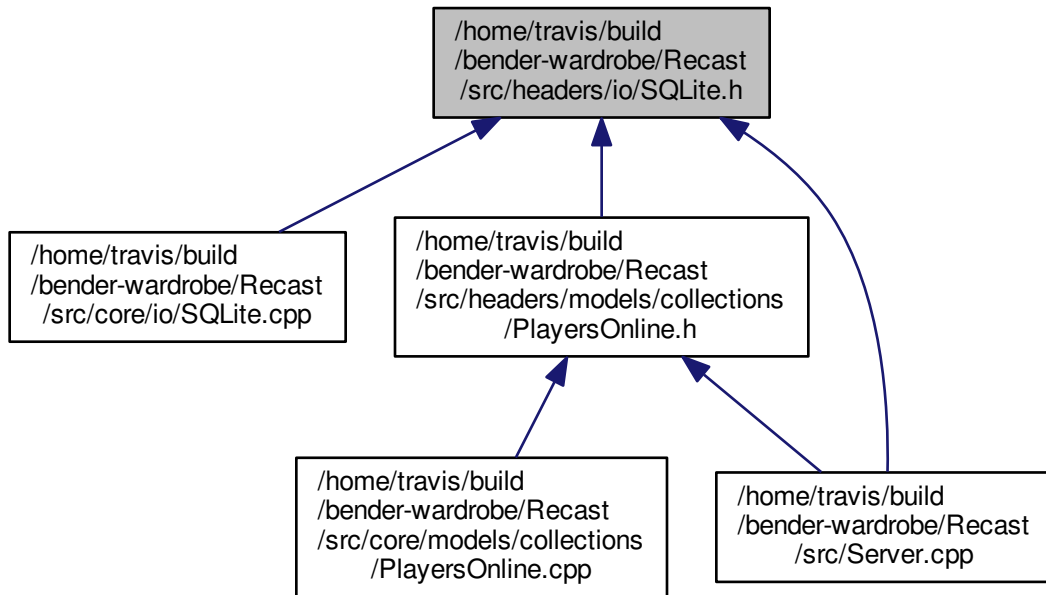 /home/travis/build
/bender-wardrobe/Recast
/src/headers/io/SQLite.h
/home/travis/build
/bender-wardrobe/Recast
/src/core/io/SQLite.cpp
/home/travis/build
/bender-wardrobe/Recast
/src/headers/models/collections
/PlayersOnline.h
/home/travis/build
/bender-wardrobe/Recast
/src/core/models/collections
/PlayersOnline.cpp
/home/travis/build
/bender-wardrobe/Recast
/src/Server.cpp